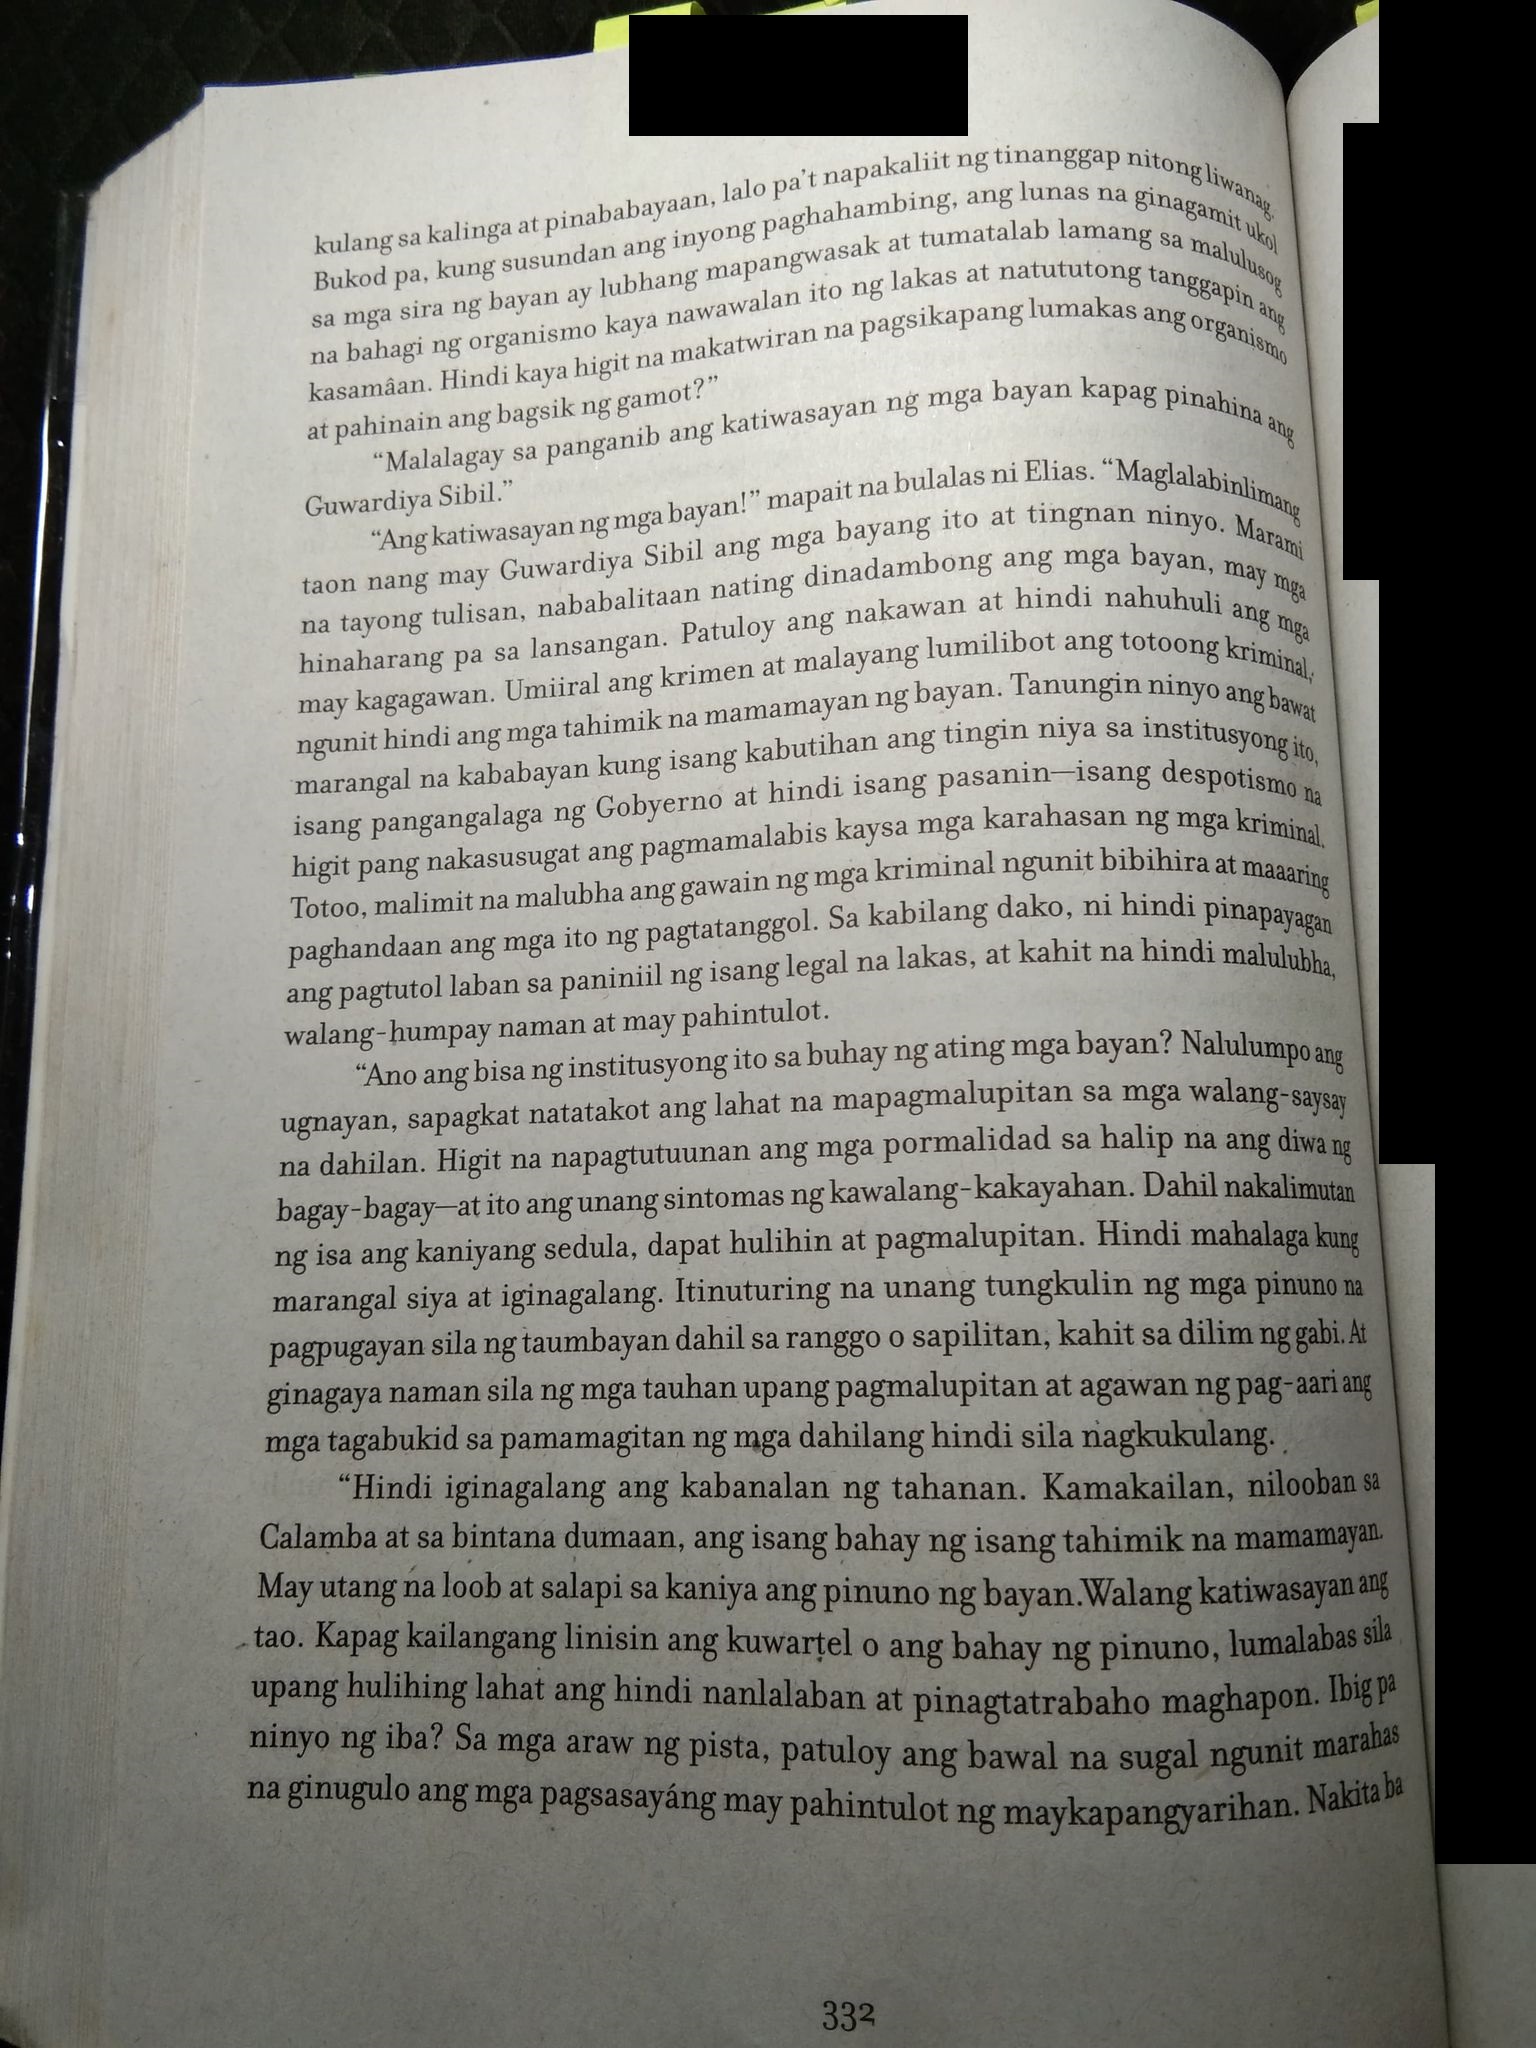 kulang sa kalinga at pinababayaan, lalo pa’t napakaliit ng tinanggap nitong liwanag.
Bukod pa, kung susundan ang inyong paghahambing, ang lunas na ginagamit ukol
sa mga sira ng bayan ay lubhang mapangwasak at tumatalab lamang sa malulusog
na bahagi ng organismo kaya nawawalan ito ng lakas at natututong tanggapin ang
kasamâan. Hindi kaya higit na makatwiran na pagsikapang lumakas ang organismo
at pahinain ang bagsik ng gamot?”
“Malalagay sa panganib ang katiwasayan ng mga bayan kapag pinahina ang
Guwardiya Sibil.”
“Ang katiwasayan ng mga bayan!” mapait na bulalas ni Elias. “Maglalabinlimang
taon nang may Guwardiya Sibil ang mga bayang ito at tingnan ninyo. Marami
na tayong tulisan, nababalitaan nating dinadambong ang mga bayan, may mga
hinaharang pa sa lansangan. Patuloy ang nakawan at hindi nahuhuli ang mga
may kagagawan. Umiiral ang krimen at malayang lumilibot ang totoong kriminal,
ngunit hindi ang mga tahimik na mamamayan ng bayan. Tanungin ninyo ang bawat
marangal na kababayan kung isang kabutihan ang tingin niya sa institusyong ito,
isang pangangalaga ng Gobyerno at hindi isang pasanin—isang despotismo na
higit pang nakasusugat ang pagmamalabis kaysa mga karahasan ng mga kriminal.
Totoo, malimit na malubha ang gawain ng mga kriminal ngunit bibihira at maaaring
paghandaan ang mga ito ng pagtatanggol. Sa kabilang dako, ni hindi pinapayagan
ang pagtutol laban sa paniniil ng isang legal na lakas, at kahit na hindi malulubha,
walang-humpay naman at may pahintulot.
“Ano ang bisa ng institusyong ito sa buhay ng ating mga bayan? Nalulumpo ang
ugnayan, sapagkat natatakot ang lahat na mapagmalupitan sa mga walang-saysay
na dahilan. Higit na napagtutuunan ang mga pormalidad sa halip na ang diwa ng
bagay-bagay—at ito ang unang sintomas ng kawalang-kakayahan. Dahil nakalimutan
ng isa ang kaniyang sedula, dapat hulihin at pagmalupitan. Hindi mahalaga kung
marangal siya at iginagalang. Itinuturing na unang tungkulin ng mga pinuno na
pagpugayan sila ng taumbayan dahil sa ranggo o sapilitan, kahit sa dilim ng gabi. At
ginagaya naman sila ng mga tauhan upang pagmalupitan at agawan ng pag-aari ang
mga tagabukid sa pamamagitan ng mga dahilang hindi sila nagkukulang.
“Hindi iginagalang ang kabanalan ng tahanan. Kamakailan, nilooban sa
Calamba at sa bintana dumaan, ang isang bahay ng isang tahimik na mamamayan.
May utang na loob at salapi sa kaniya ang pinuno ng bayan.Walang katiwasayan ang
tao. Kapag kailangang linisin ang kuwartel o ang bahay ng pinuno, lumalabas sila
upang hulihing lahat ang hindi nanlalaban at pinagtatrabaho maghapon. Ibig pa
ninyo ng iba? Sa mga araw ng pista, patuloy ang bawal na sugal ngunit marahas
na ginugulo ang mga pagsasayáng may pahintulot ng maykapangyarihan. Nakita ba
332